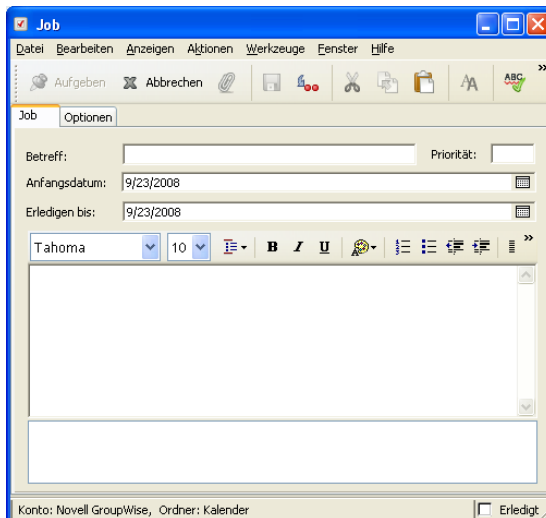 Job
Datei Bearbeiten Anzeigen Aktionen Werkzeuge Fenster Hilfe
Aufgeben Abbrechen ABC »
Job Optionen
Betreff: Priorität:
Anfangsdatum: 9/23/2008
Erledigen bis: 9/23/2008
Tahoma 10 B I U »
Konto: Novell GroupWise, Ordner: Kalender Erledigt